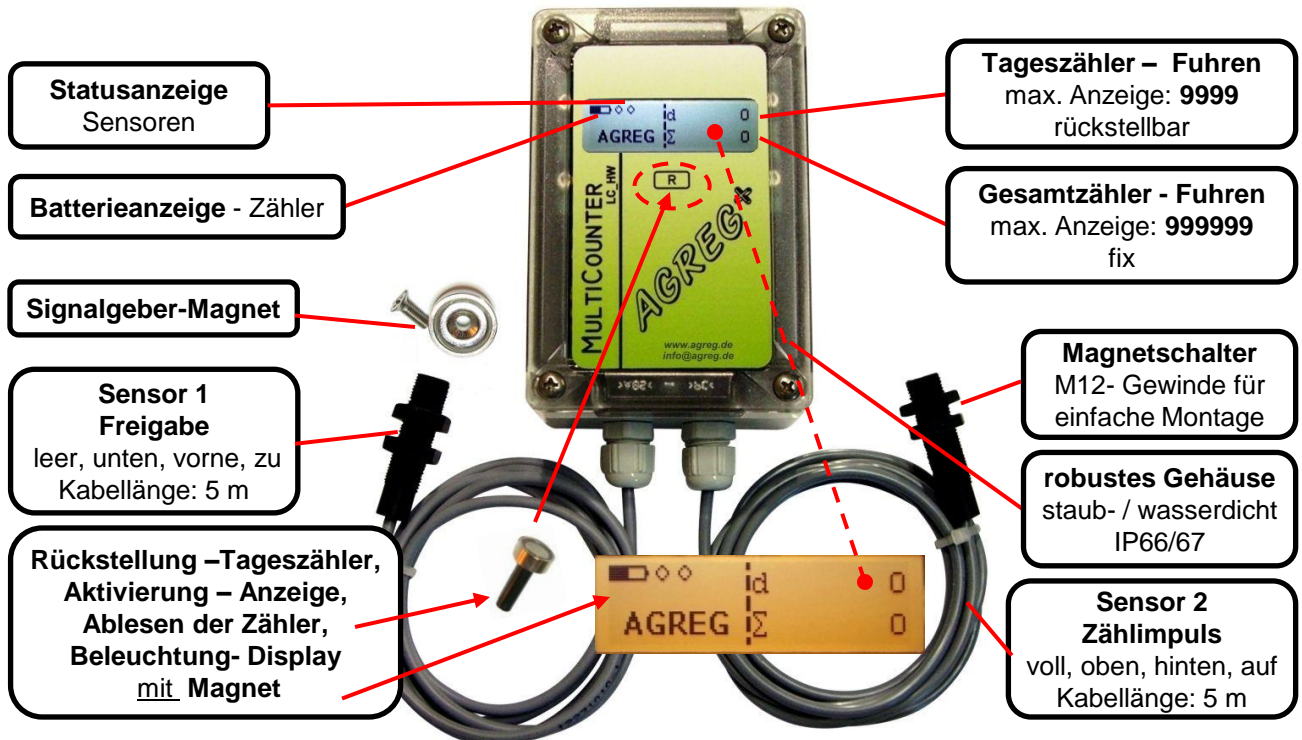 Statusanzeige
Sensoren
Batterieanzeige - Zähler
Signalgeber-Magnet
Sensor 1
Freigabe
leer, unten, vorne, zu
Kabellänge: 5 m
Rückstellung –Tageszähler,
Aktivierung – Anzeige,
Ablesen der Zähler,
Beleuchtung- Display
mit Magnet
d 0
AGREG Σ 0
R
MULTICOUNTER
LC_HW
AGREG+
www.agreg.de
info@agreg.de
d 0
AGREG Σ 0
Tageszähler – Fuhren
max. Anzeige: 9999
rückstellbar
Gesamtzähler - Fuhren
max. Anzeige: 999999
fix
Magnetschalter
M12- Gewinde für
einfache Montage
robustes Gehäuse
staub- / wasserdicht
IP66/67
Sensor 2
Zählimpuls
voll, oben, hinten, auf
Kabellänge: 5 m